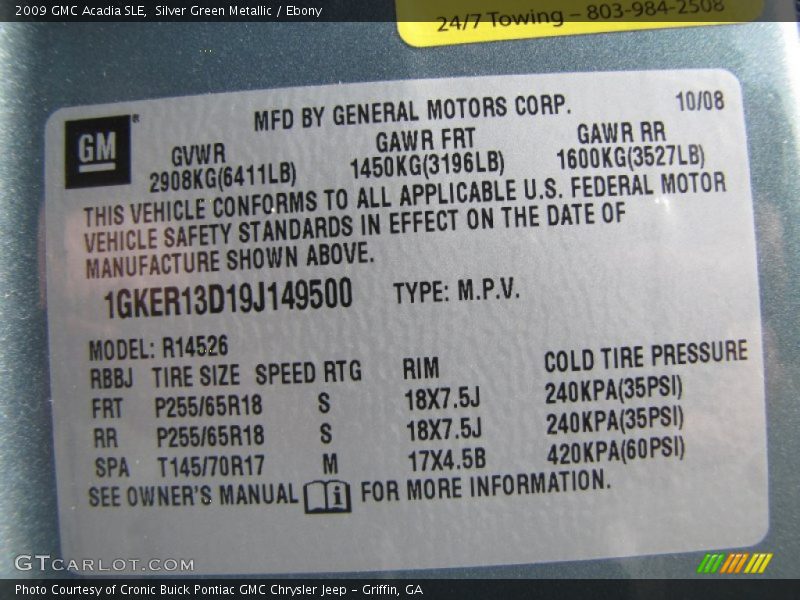 2009 GMC Acadia SLE,  Silver Green Metallic / Ebony
24/7 Towing – 803-984-2508
MFD BY GENERAL MOTORS CORP. 10/08
GM®
GVWR GAWR FRT GAWR RR
2908KG(6411LB) 1450KG(3196LB) 1600KG(3527LB)
THIS VEHICLE CONFORMS TO ALL APPLICABLE U.S. FEDERAL MOTOR
VEHICLE SAFETY STANDARDS IN EFFECT ON THE DATE OF
MANUFACTURE SHOWN ABOVE.
1GKER13D19J149500 TYPE: M.P.V.
MODEL: R14526
RBBJ TIRE SIZE SPEED RTG RIM COLD TIRE PRESSURE
FRT P255/65R18 S 18X7.5J 240KPA(35PSI)
RR P255/65R18 S 18X7.5J 240KPA(35PSI)
SPA T145/70R17 M 17X4.5B 420KPA(60PSI)
SEE OWNER'S MANUAL i FOR MORE INFORMATION.
GTCARLOT.COM
Photo Courtesy of Cronic Buick Pontiac GMC Chrysler Jeep – Griffin, GA